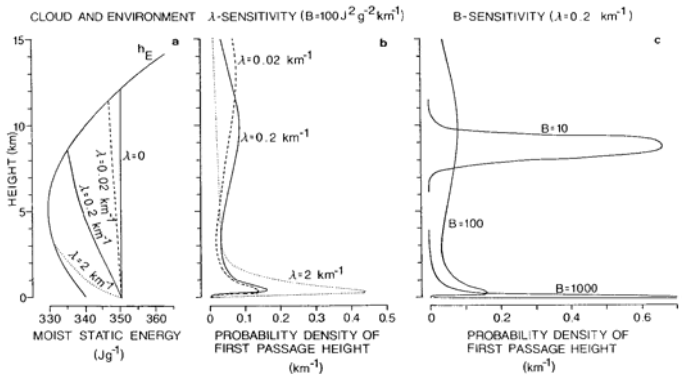 CLOUD AND ENVIRONMENT
λ-SENSITIVITY (B=100J²g⁻²km⁻¹)
B-SENSITIVITY (λ=0.2 km⁻¹)
a
h_E
15
10
5
0
HEIGHT (km)
λ=0
λ=0.02 km⁻¹
λ=0.2 km⁻¹
λ=2 km⁻¹
330 340 350 360
MOIST STATIC ENERGY
(Jg⁻¹)
b
λ=0.02 km⁻¹
λ=0.2 km⁻¹
λ=2 km⁻¹
0 0.1 0.2 0.3 0.4 0.5
PROBABILITY DENSITY OF
FIRST PASSAGE HEIGHT
(km⁻¹)
c
B=10
B=100
B=1000
0 0.2 0.4 0.6
PROBABILITY DENSITY OF
FIRST PASSAGE HEIGHT
(km⁻¹)